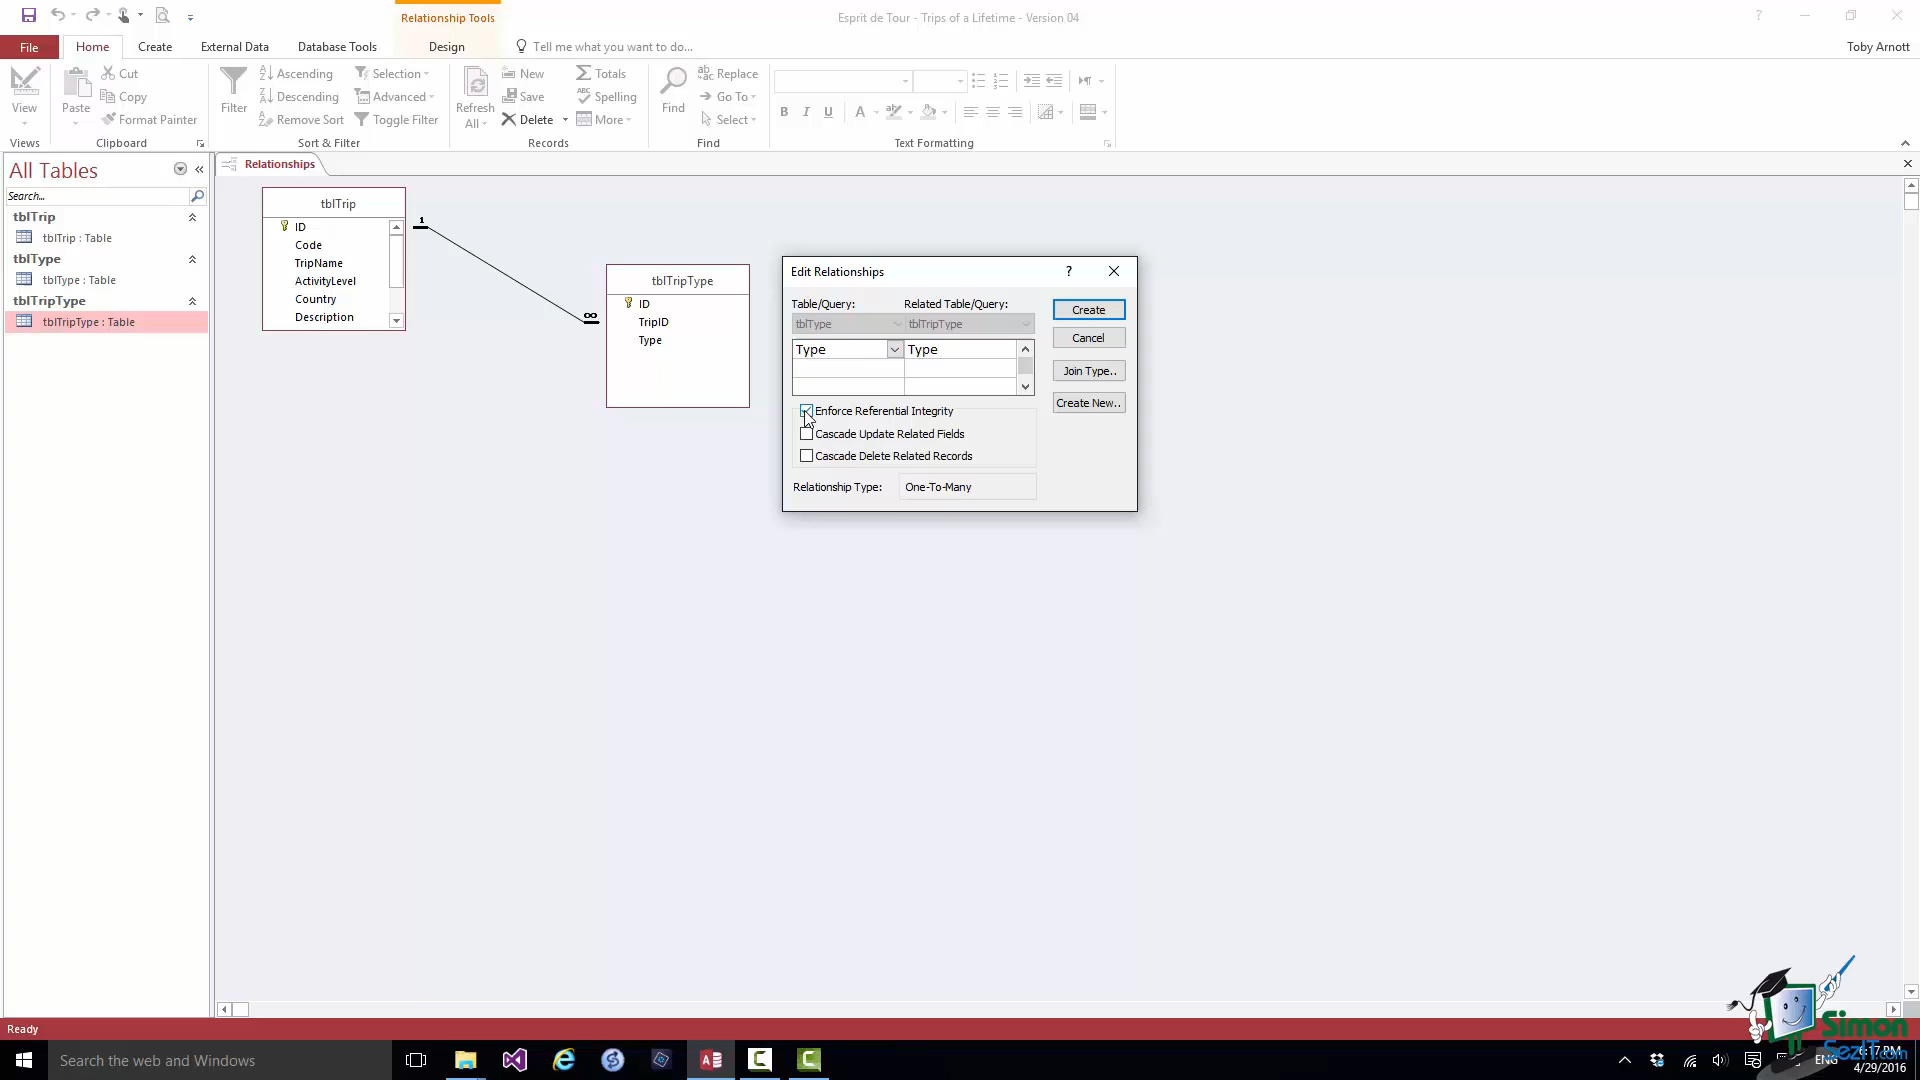 Relationship Tools
Esprit de Tour - Trips of a Lifetime - Version 04
File Home Create External Data Database Tools Design Tell me what you want to do... Toby Arnott
View
Paste
Cut
Copy
Format Painter
Filter
Ascending
Descending
Remove Sort
Selection
Advanced
Toggle Filter
Refresh
All
New
Save
Delete
Totals
Spelling
More
Find
Replace
Go To
Select
B I U A
Views Clipboard Sort & Filter Records Find Text Formatting
All Tables
Search...
tblTrip
tblTrip : Table
tblType
tblType : Table
tblTripType
tblTripType : Table
Relationships
tblTrip
ID
Code
TripName
ActivityLevel
Country
Description
1
∞
tblTripType
ID
TripID
Type
Edit Relationships ?
Table/Query: Related Table/Query:
tblType tblTripType
Type Type
Create
Cancel
Join Type..
Create New..
Enforce Referential Integrity
Cascade Update Related Fields
Cascade Delete Related Records
Relationship Type: One-To-Many
Ready
Search the web and Windows
ENG
4/29/2016
Simon
SezIT.com